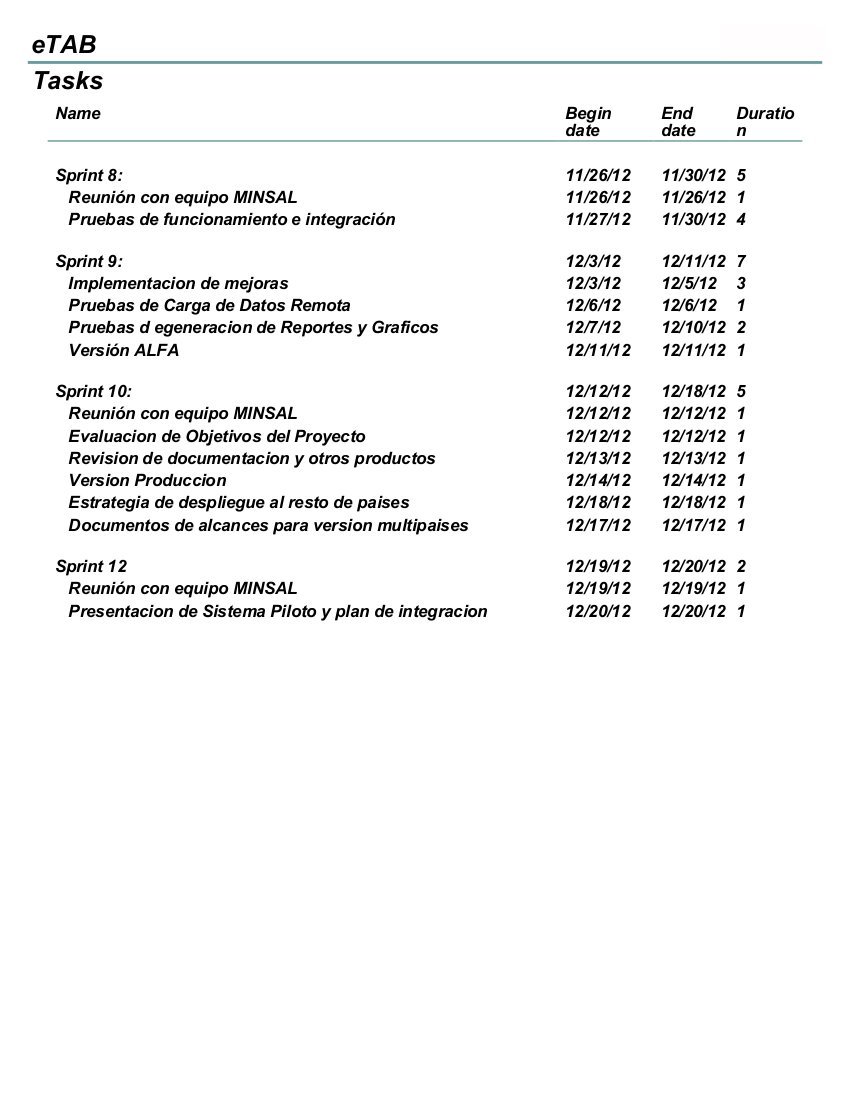 eTAB
Tasks
Name Begin date End date Duratio n
Sprint 8: 11/26/12 11/30/12 5
Reunión con equipo MINSAL 11/26/12 11/26/12 1
Pruebas de funcionamiento e integración 11/27/12 11/30/12 4
Sprint 9: 12/3/12 12/11/12 7
Implementacion de mejoras 12/3/12 12/5/12 3
Pruebas de Carga de Datos Remota 12/6/12 12/6/12 1
Pruebas d egeneracion de Reportes y Graficos 12/7/12 12/10/12 2
Versión ALFA 12/11/12 12/11/12 1
Sprint 10: 12/12/12 12/18/12 5
Reunión con equipo MINSAL 12/12/12 12/12/12 1
Evaluacion de Objetivos del Proyecto 12/12/12 12/12/12 1
Revision de documentacion y otros productos 12/13/12 12/13/12 1
Version Produccion 12/14/12 12/14/12 1
Estrategia de despliegue al resto de paises 12/18/12 12/18/12 1
Documentos de alcances para version multipaises 12/17/12 12/17/12 1
Sprint 12 12/19/12 12/20/12 2
Reunión con equipo MINSAL 12/19/12 12/19/12 1
Presentacion de Sistema Piloto y plan de integracion 12/20/12 12/20/12 1